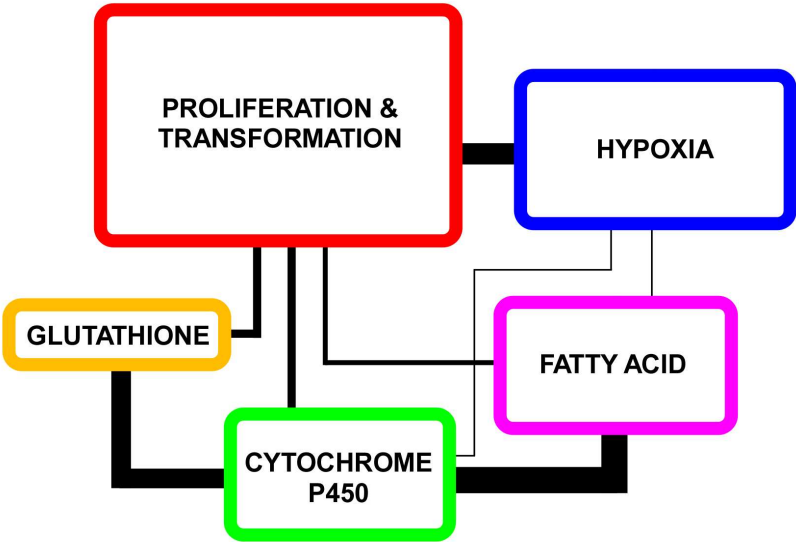 PROLIFERATION &
TRANSFORMATION
HYPOXIA
GLUTATHIONE
FATTY ACID
CYTOCHROME
P450